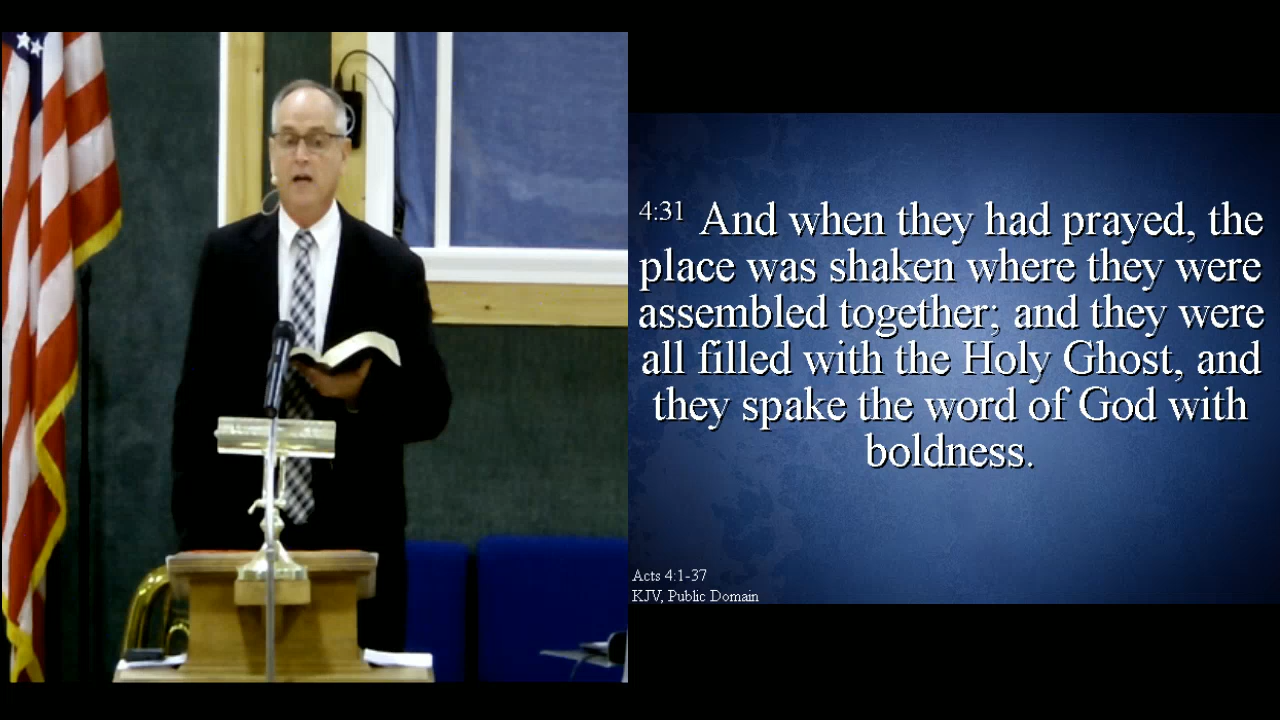 4:31 And when they had prayed, the
place was shaken where they were
assembled together; and they were
all filled with the Holy Ghost, and
they spake the word of God with
boldness.
Acts 4:1-37
KJV, Public Domain